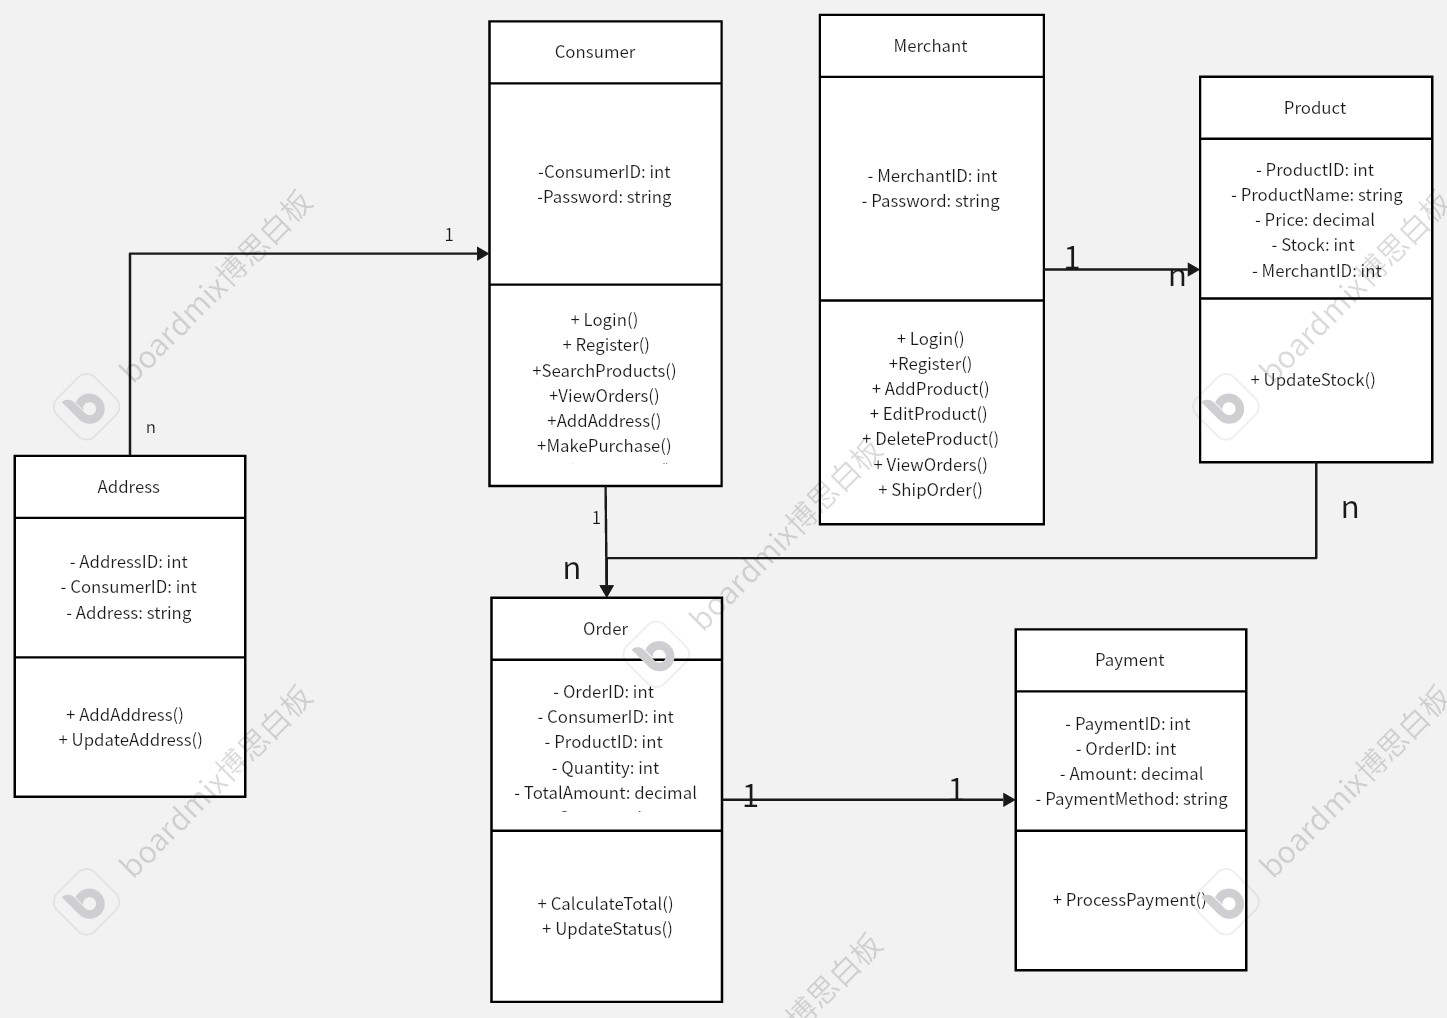 Consumer
-ConsumerID: int
-Password: string
+ Login()
+ Register()
+SearchProducts()
+ViewOrders()
+AddAddress()
+MakePurchase()
Merchant
- MerchantID: int
- Password: string
+ Login()
+Register()
+ AddProduct()
+ EditProduct()
+ DeleteProduct()
+ ViewOrders()
+ ShipOrder()
Product
- ProductID: int
- ProductName: string
- Price: decimal
- Stock: int
- MerchantID: int
+ UpdateStock()
1
n
1
n
Address
- AddressID: int
- ConsumerID: int
- Address: string
+ AddAddress()
+ UpdateAddress()
1
n
n
Order
- OrderID: int
- ConsumerID: int
- ProductID: int
- Quantity: int
- TotalAmount: decimal
+ CalculateTotal()
+ UpdateStatus()
1
1
Payment
- PaymentID: int
- OrderID: int
- Amount: decimal
- PaymentMethod: string
+ ProcessPayment()
boardmix博思白板
boardmix博思白板
boardmix博思白板
boardmix博思白板
boardmix博思白板
博思白板